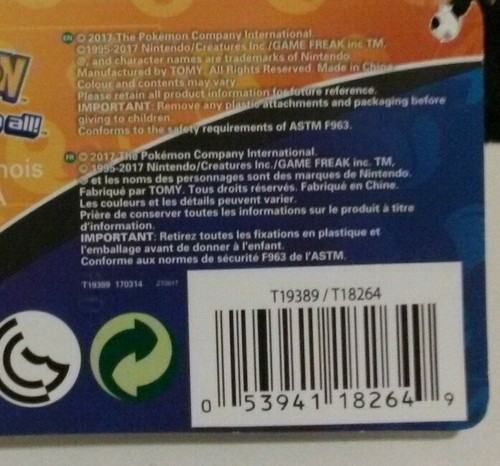 all!
nois
EN © 2017 The Pokémon Company International.
©1995-2017 Nintendo/Creatures Inc./GAME FREAK inc TM,
®, and character names are trademarks of Nintendo.
Manufactured by TOMY. All Rights Reserved. Made in China
Colour and contents may vary.
Please retain all product information for future reference.
IMPORTANT: Remove any plastic attachments and packaging before
giving to children.
Conforms to the safety requirements of ASTM F963.
FR © 2017 The Pokémon Company International.
© 1995-2017 Nintendo/Creatures Inc./GAME FREAK inc. TM,
et les noms des personnages sont des marques de Nintendo.
Fabriqué par TOMY. Tous droits réservés. Fabriqué en Chine.
Les couleurs et les détails peuvent varier.
Prière de conserver toutes les informations sur le produit à titre
d'information.
IMPORTANT: Retirez toutes les fixations en plastique et
l'emballage avant de donner à l'enfant.
Conforme aux normes de sécurité F963 de l'ASTM.
T19389 170314
T19389 / T18264
0 53941 18264 9